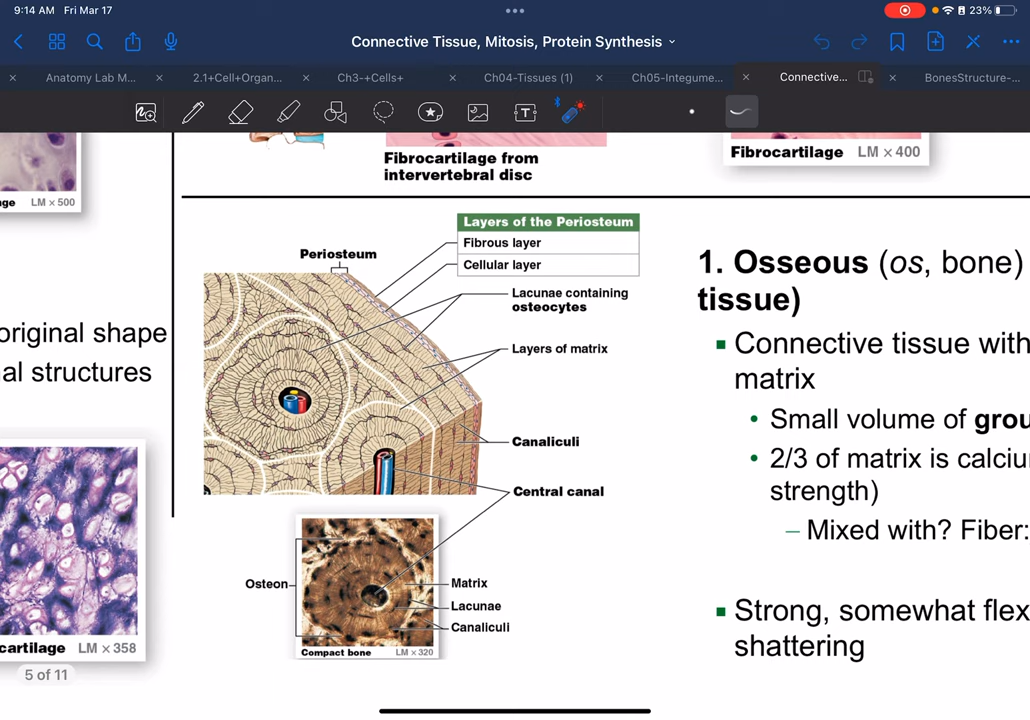 9:14 AM Fri Mar 17
23%
Connective Tissue, Mitosis, Protein Synthesis
Anatomy Lab M...
2.1+Cell+Organ...
Ch3-+Cells+
Ch04-Tissues (1)
Ch05-Integume...
Connective...
BonesStructure-...
Fibrocartilage from
intervertebral disc
Fibrocartilage LM × 400
ge LM × 500
original shape
al structures
cartilage LM × 358
5 of 11
Layers of the Periosteum
Fibrous layer
Cellular layer
Periosteum
Lacunae containing
osteocytes
Layers of matrix
Canaliculi
Central canal
Osteon
Matrix
Lacunae
Canaliculi
Compact bone LM × 320
1. Osseous (os, bone)
tissue)
Connective tissue with
matrix
Small volume of grou
2/3 of matrix is calciu
strength)
– Mixed with? Fiber:
Strong, somewhat flex
shattering